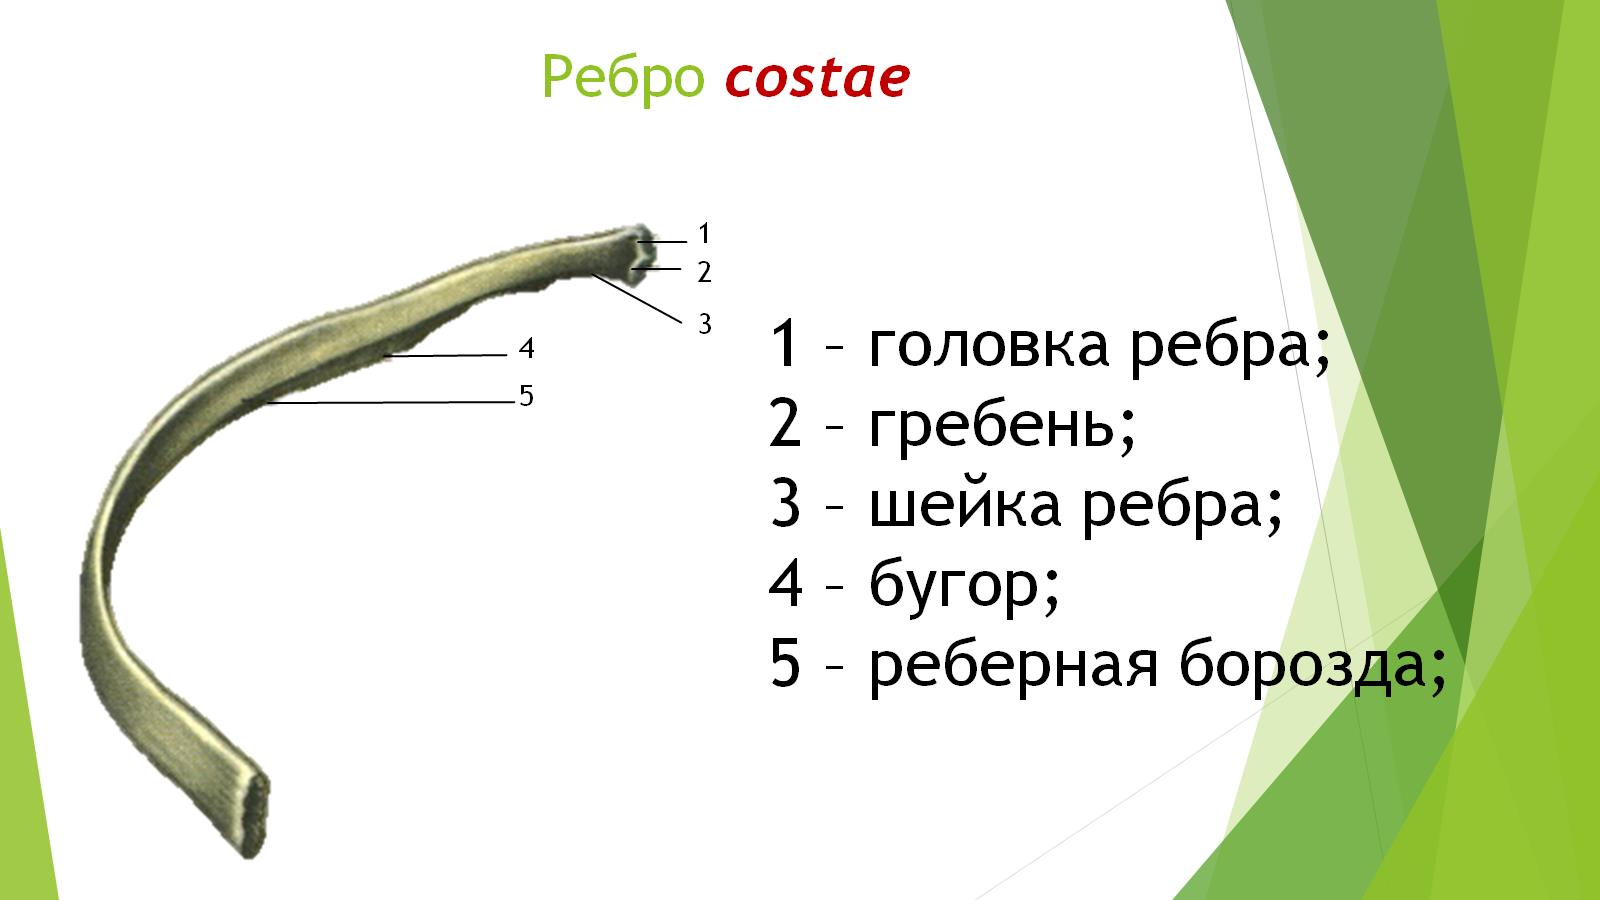 Ребро costae
1
2
3
4
5
1 – головка ребра;
2 – гребень;
3 – шейка ребра;
4 – бугор;
5 – реберная борозда;